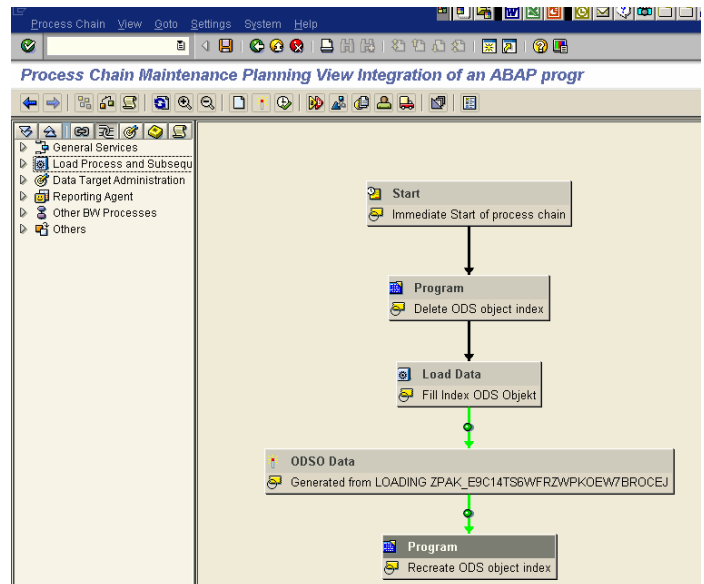 Process Chain View Goto Settings System Help
Process Chain Maintenance Planning View Integration of an ABAP progr
General Services
Load Process and Subsequ
Data Target Administration
Reporting Agent
Other BW Processes
Others
Start
Immediate Start of process chain
Program
Delete ODS object index
Load Data
Fill Index ODS Objekt
ODSO Data
Generated from LOADING ZPAK_E9C14TS6WFRZWPKOEW7BROCEJ
Program
Recreate ODS object index